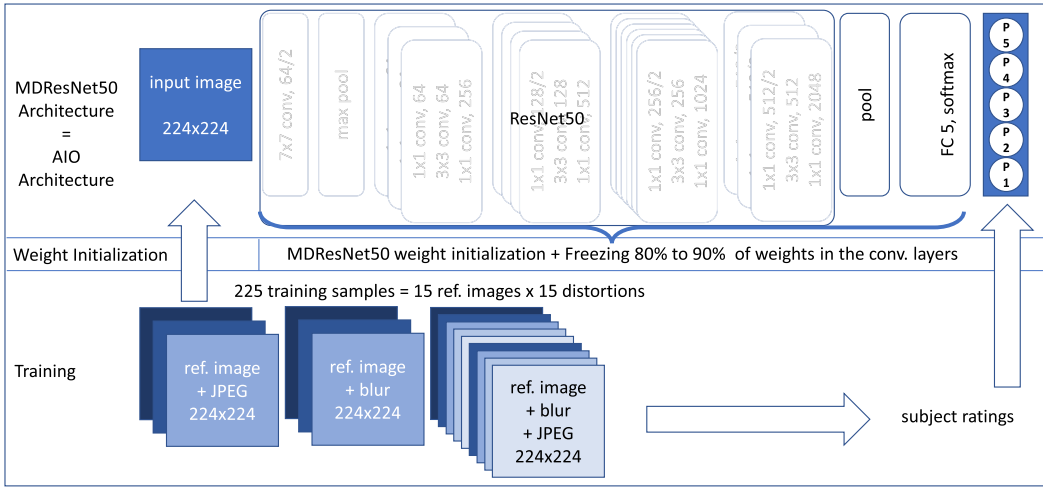 MDResNet50
Architecture
=
AIO
Architecture
input image
224x224
7x7 conv, 64/2
max pool
1x1 conv, 64
3x3 conv, 64
1x1 conv, 256
1x1 conv, 128/2
3x3 conv, 128
1x1 conv, 512
ResNet50
1x1 conv, 256/2
3x3 conv, 256
1x1 conv, 1024
1x1 conv, 512/2
3x3 conv, 512
1x1 conv, 2048
pool
FC 5, softmax
P
5
P
4
P
3
P
2
P
1
Weight Initialization
MDResNet50 weight initialization + Freezing 80% to 90% of weights in the conv. layers
225 training samples = 15 ref. images x 15 distortions
Training
ref. image
+ JPEG
224x224
ref. image
+ blur
224x224
ref. image
+ blur
+ JPEG
224x224
subject ratings